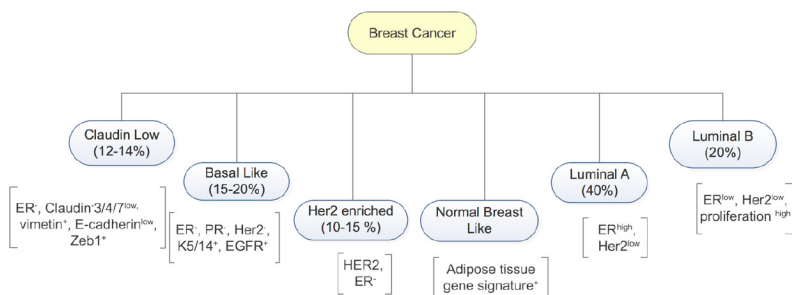 Breast Cancer
Claudin Low
(12-14%)
ER⁻, Claudin⁻3/4/7ˡᵒʷ,
vimetin⁺, E-cadherinˡᵒʷ,
Zeb1⁺
Basal Like
(15-20%)
ER⁻, PR⁻, Her2⁻,
K5/14⁺, EGFR⁺
Her2 enriched
(10-15 %)
HER2,
ER⁻
Normal Breast
Like
Adipose tissue
gene signature⁺
Luminal A
(40%)
ERʰⁱᵍʰ,
Her2ˡᵒʷ
Luminal B
(20%)
ERˡᵒʷ, Her2ˡᵒʷ,
proliferation ʰⁱᵍʰ